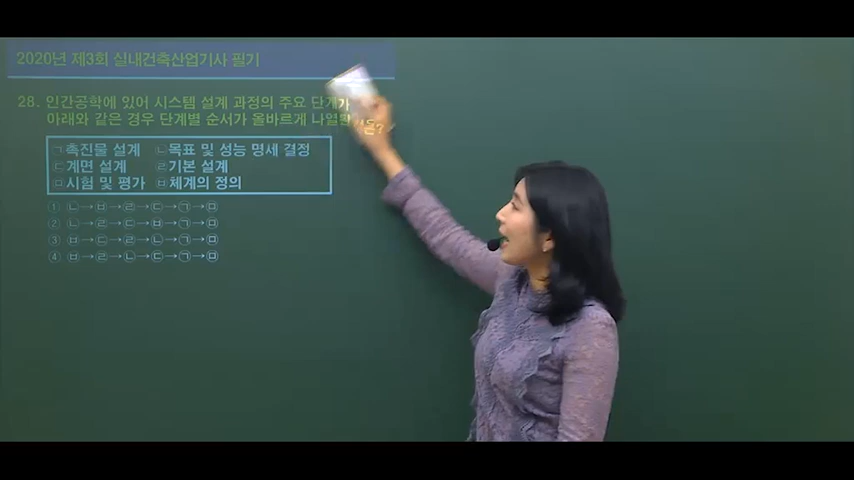 2020년 제3회 실내건축산업기사 필기
28. 인간공학에 있어 시스템 설계 과정의 주요 단계가
아래와 같은 경우 단계별 순서가 올바르게 나열된 것은?
㉠촉진물 설계 ㉡목표 및 성능 명세 결정
㉢계면 설계 ㉣기본 설계
㉤시험 및 평가 ㉥체계의 정의
① ㉡→㉥→㉣→㉢→㉠→㉤
② ㉡→㉣→㉢→㉥→㉠→㉤
③ ㉥→㉢→㉣→㉡→㉠→㉤
④ ㉥→㉣→㉡→㉢→㉠→㉤